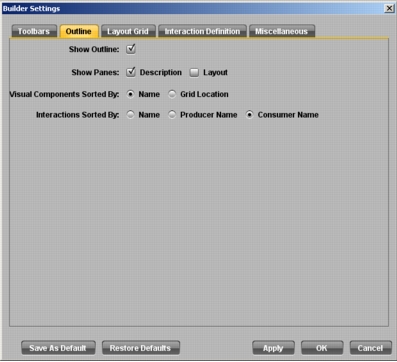 Builder Settings
Toolbars Outline Layout Grid Interaction Definition Miscellaneous
Show Outline:
Show Panes: Description Layout
Visual Components Sorted By: Name Grid Location
Interactions Sorted By: Name Producer Name Consumer Name
Save As Default Restore Defaults Apply OK Cancel